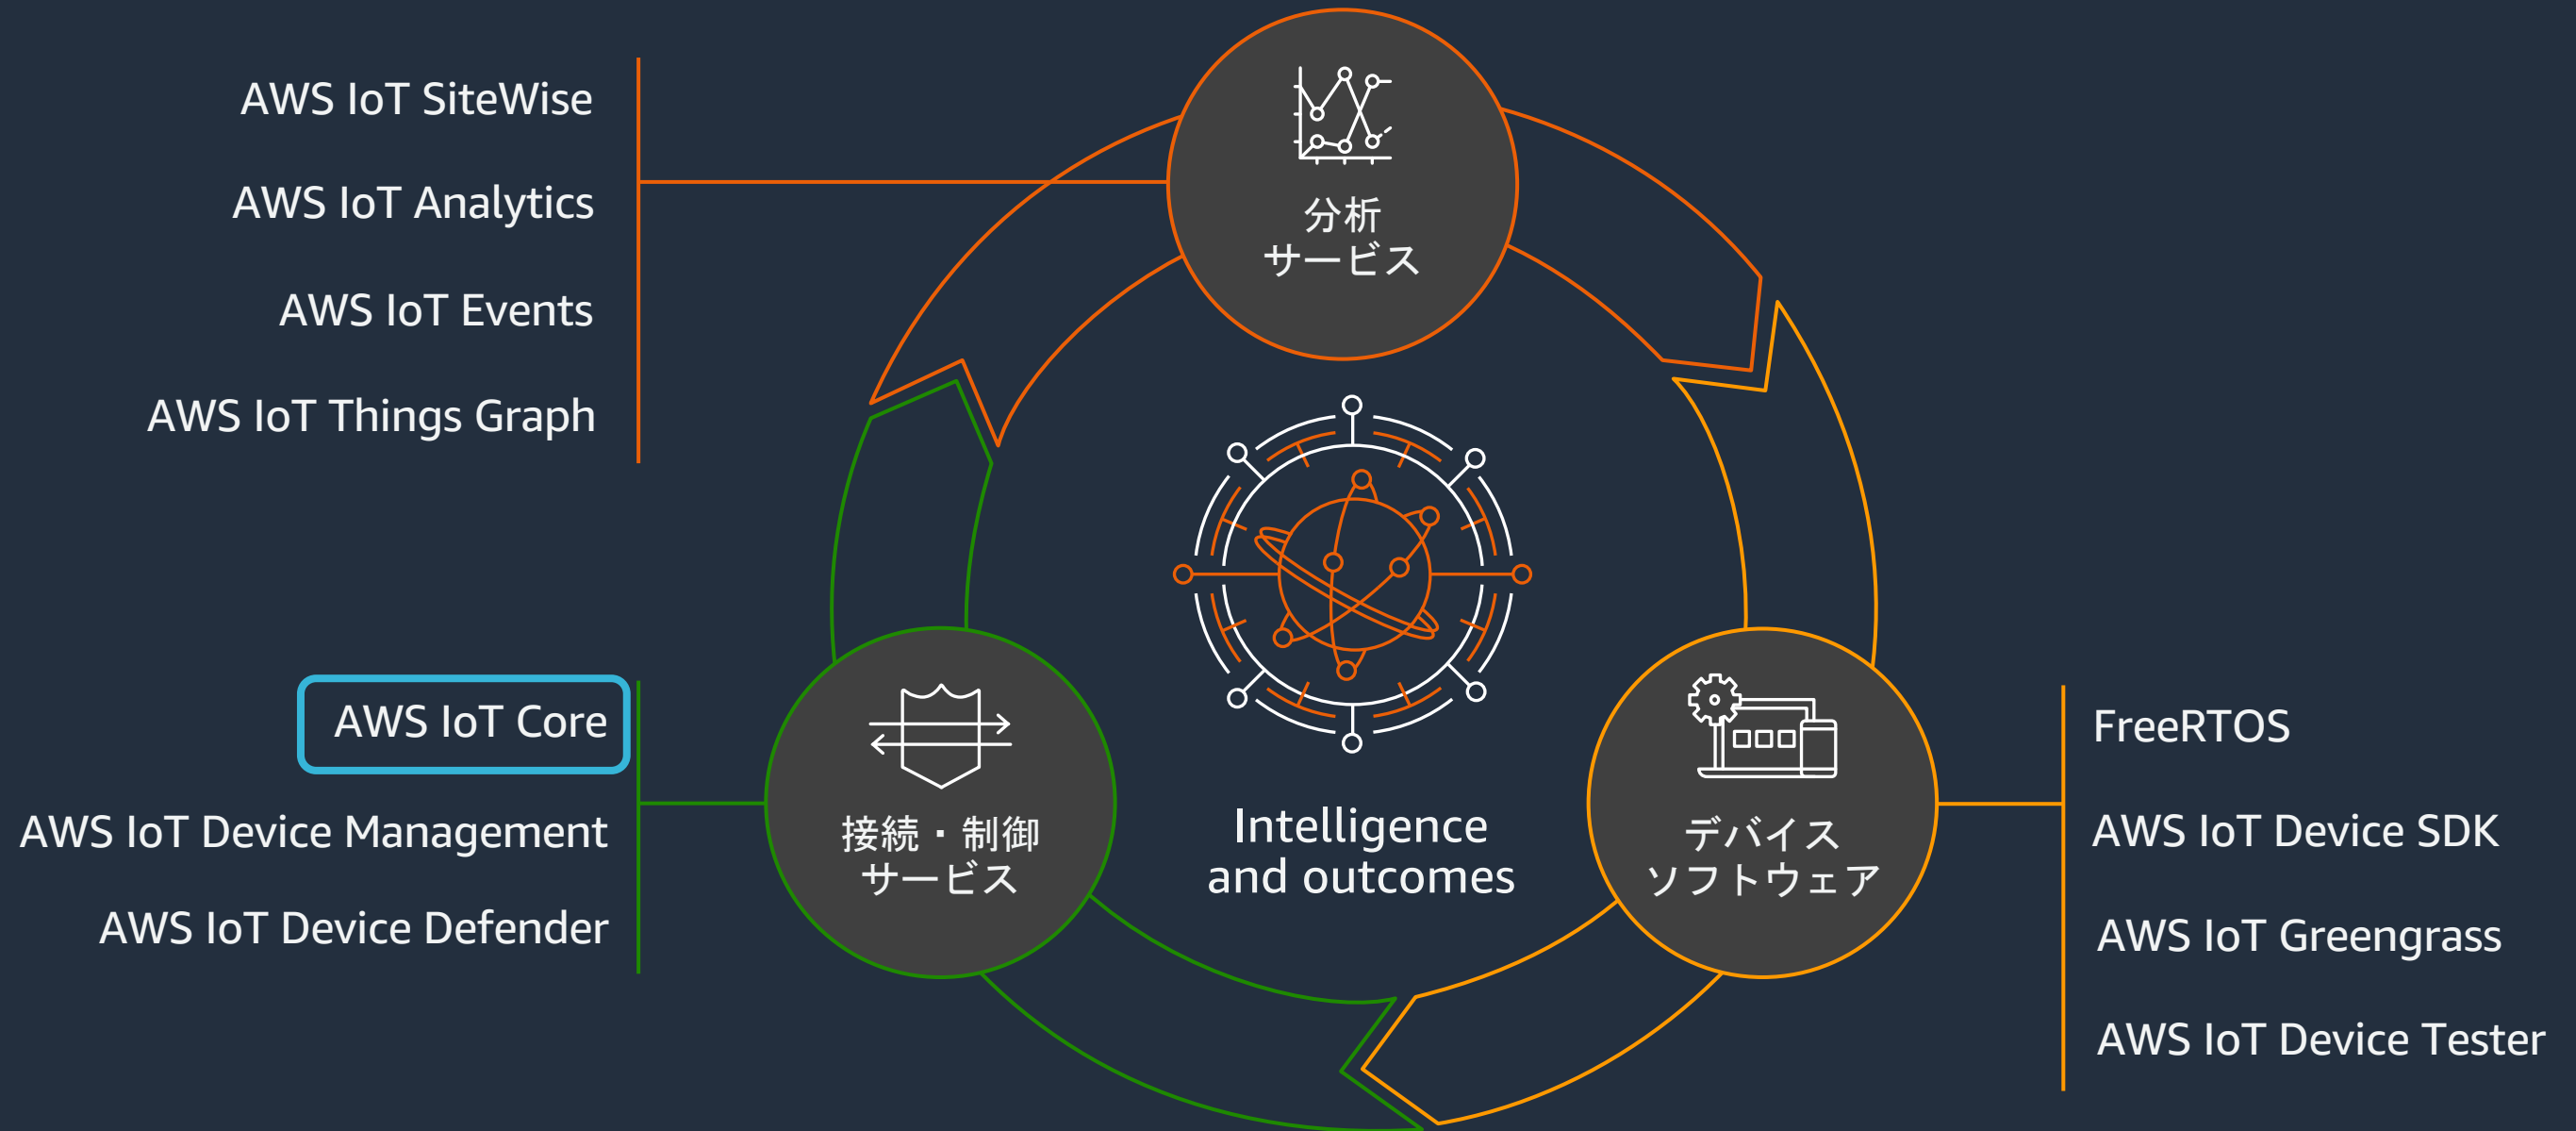 AWS IoT SiteWise
AWS IoT Analytics
AWS IoT Events
AWS IoT Things Graph
分析
サービス
AWS IoT Core
AWS IoT Device Management
AWS IoT Device Defender
接続・制御
サービス
Intelligence
and outcomes
デバイス
ソフトウェア
FreeRTOS
AWS IoT Device SDK
AWS IoT Greengrass
AWS IoT Device Tester